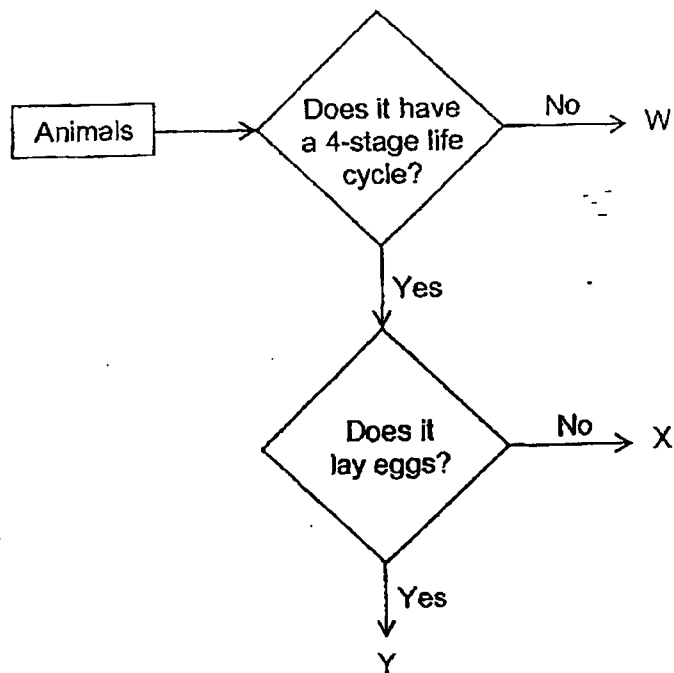 Animals
Does it have
a 4-stage life
cycle?
No
W
Yes
Does it
lay eggs?
No
X
Yes
Y